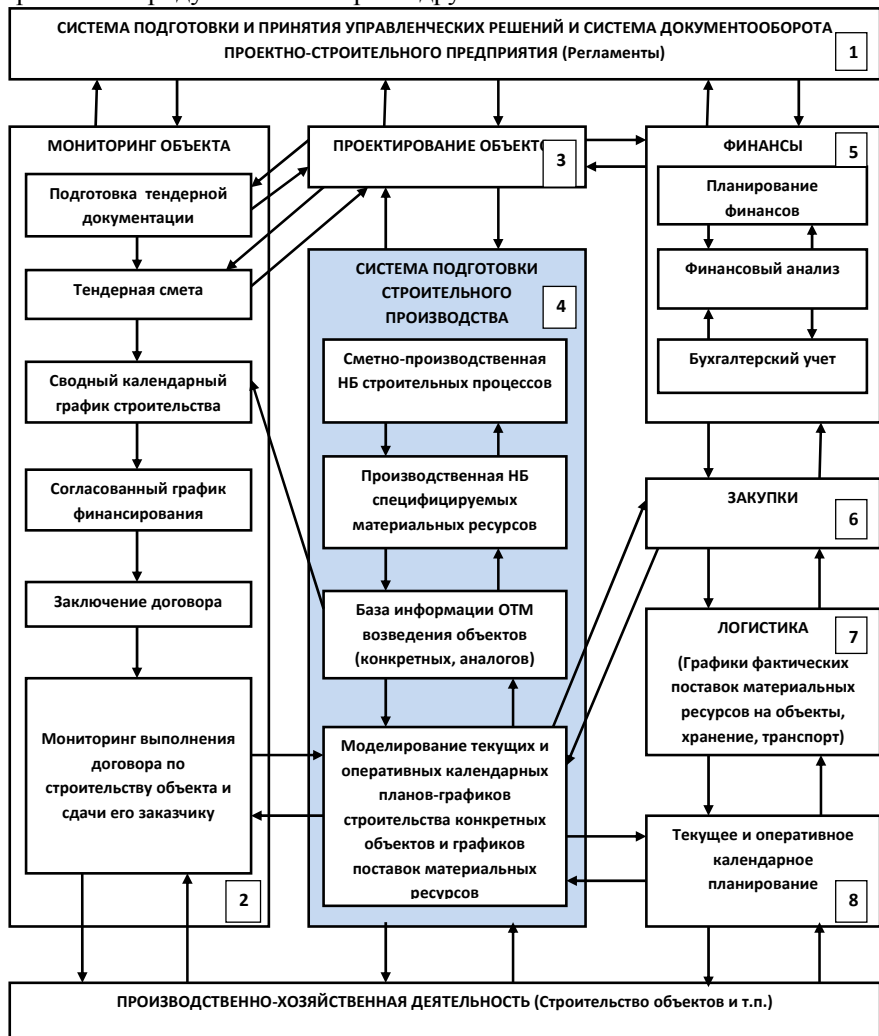 СИСТЕМА ПОДГОТОВКИ И ПРИНЯТИЯ УПРАВЛЕНЧЕСКИХ РЕШЕНИЙ И СИСТЕМА ДОКУМЕНТООБОРОТА
ПРОЕКТНО-СТРОИТЕЛЬНОГО ПРЕДПРИЯТИЯ (Регламенты)
1
МОНИТОРИНГ ОБЪЕКТА
Подготовка тендерной
документации
Тендерная смета
Сводный календарный
график строительства
Согласованный график
финансирования
Заключение договора
Мониторинг выполнения
договора по
строительству объекта и
сдачи его заказчику
2
ПРОЕКТИРОВАНИЕ ОБЪЕКТО
3
СИСТЕМА ПОДГОТОВКИ
СТРОИТЕЛЬНОГО
ПРОИЗВОДСТВА
4
Сметно-производственная
НБ строительных процессов
Производственная НБ
специфицируемых
материальных ресурсов
База информации ОТМ
возведения объектов
(конкретных, аналогов)
Моделирование текущих и
оперативных календарных
планов-графиков
строительства конкретных
объектов и графиков
поставок материальных
ресурсов
ФИНАНСЫ
5
Планирование
финансов
Финансовый анализ
Бухгалтерский учет
ЗАКУПКИ
6
ЛОГИСТИКА
7
(Графики фактических
поставок материальных
ресурсов на объекты,
хранение, транспорт)
Текущее и оперативное
календарное
планирование
8
ПРОИЗВОДСТВЕННО-ХОЗЯЙСТВЕННАЯ ДЕЯТЕЛЬНОСТЬ (Строительство объектов и т.п.)